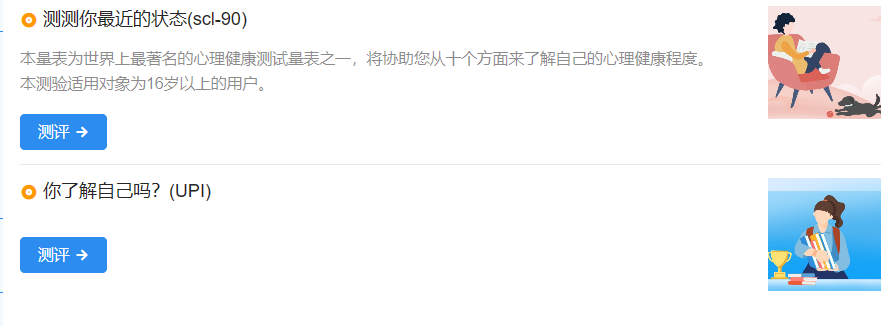 测测你最近的状态(scl-90)
本量表为世界上最著名的心理健康测试量表之一，将协助您从十个方面来了解自己的心理健康程度。
本测验适用对象为16岁以上的用户。
测评 →
你了解自己吗？(UPI)
测评 →